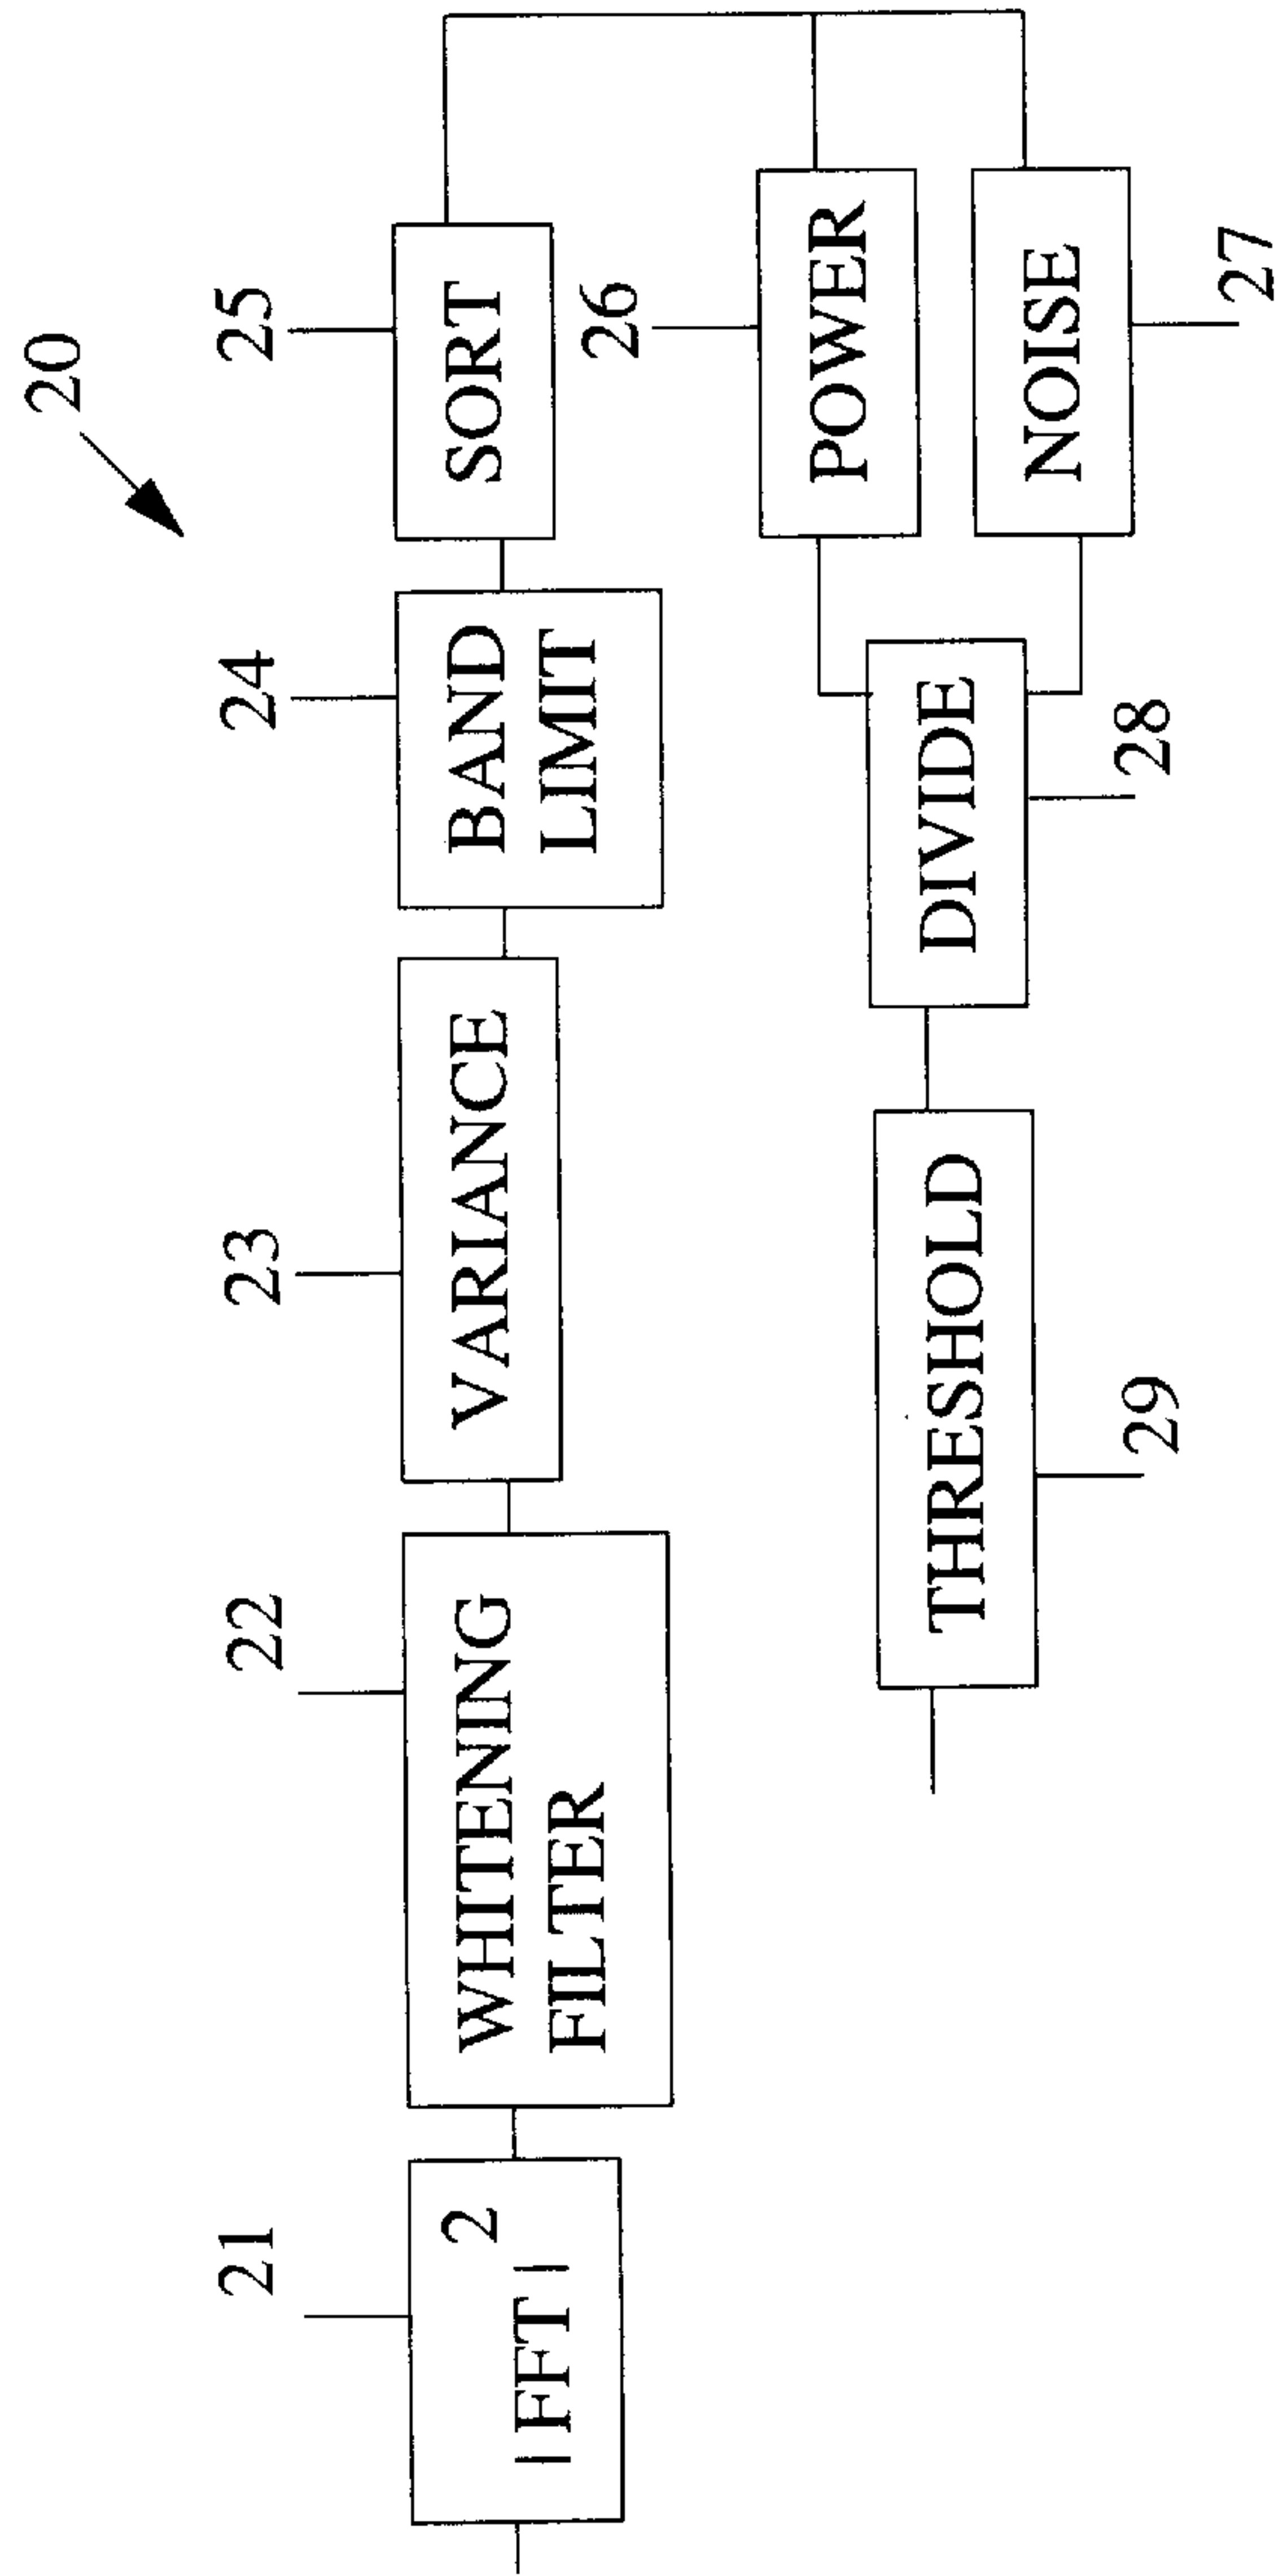 20
21
22
23
24
25
|FFT|²
WHITENING
FILTER
VARIANCE
BAND
LIMIT
SORT
26
POWER
THRESHOLD
DIVIDE
NOISE
29
28
27